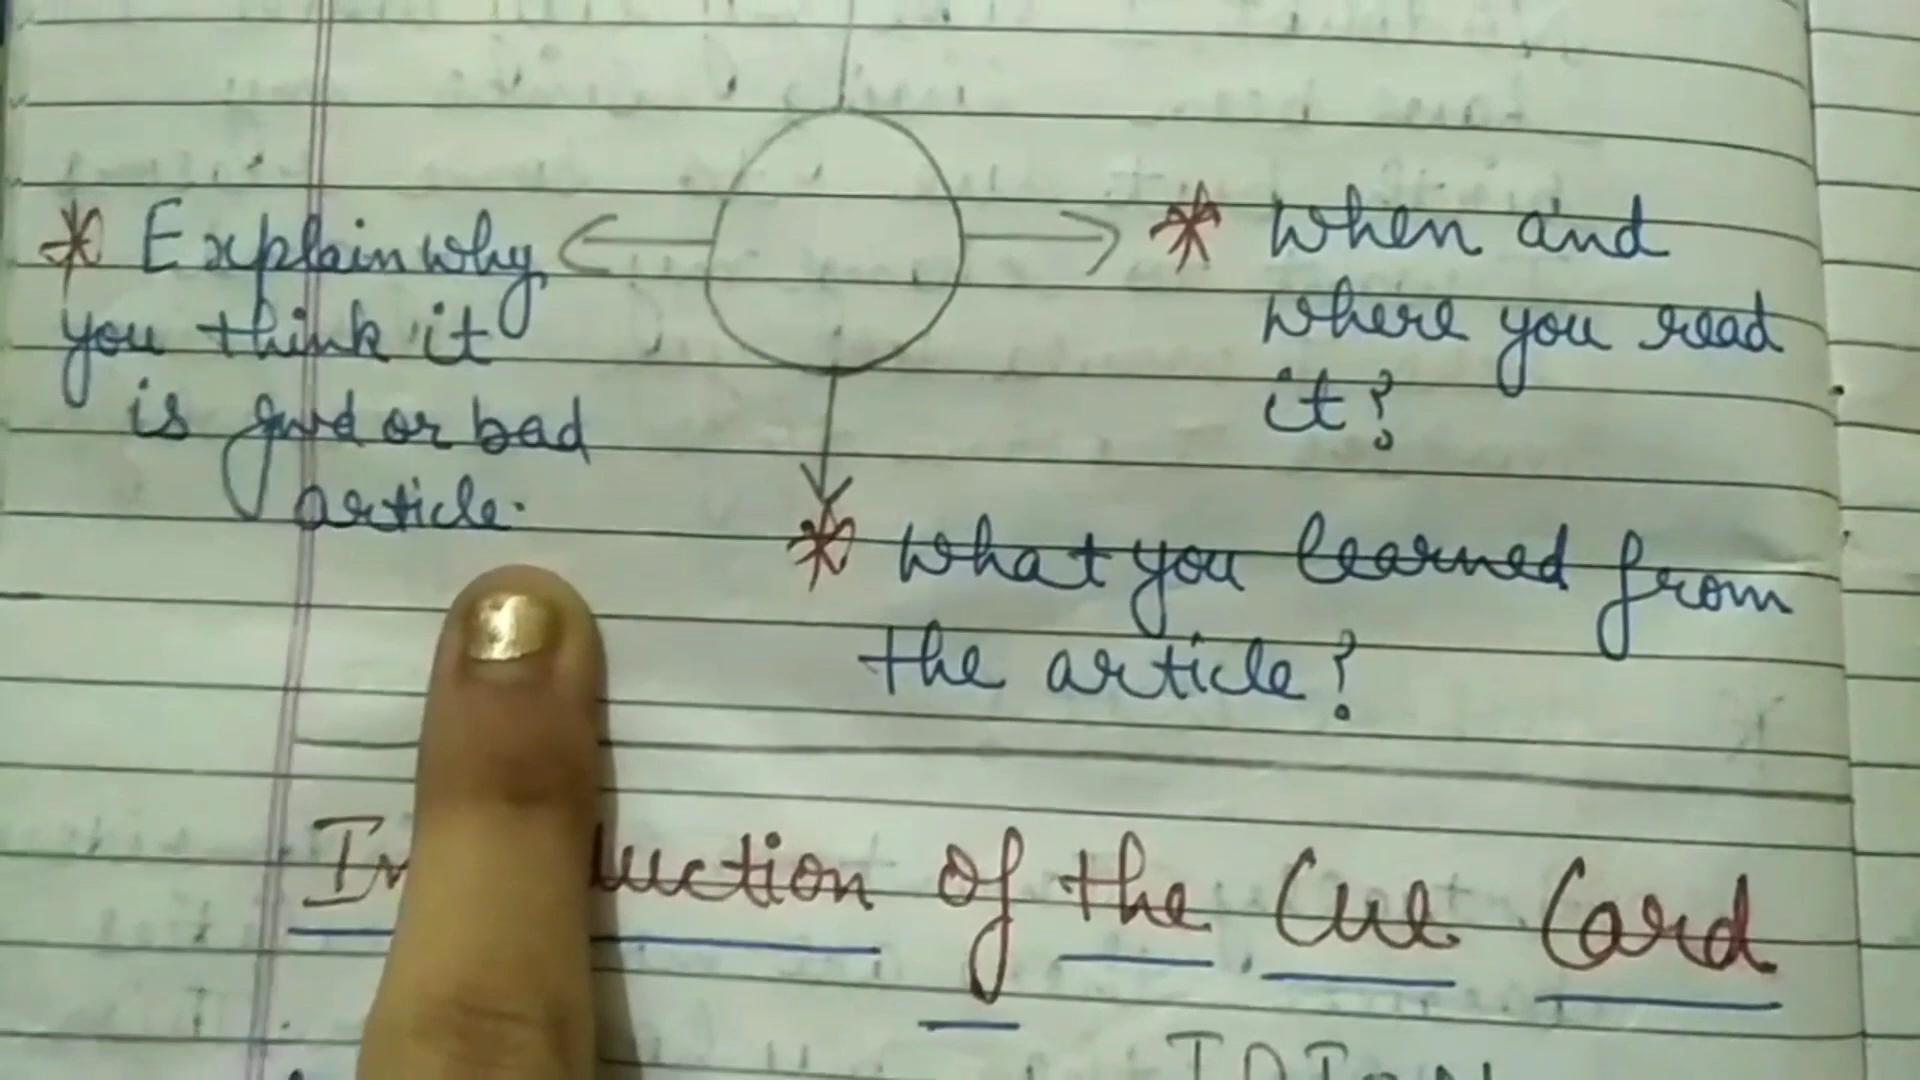 * Explain why
you think it
is good or bad
article.
* When and
where you read
it?
* What you learned from
the article?
uction of the Cue Card